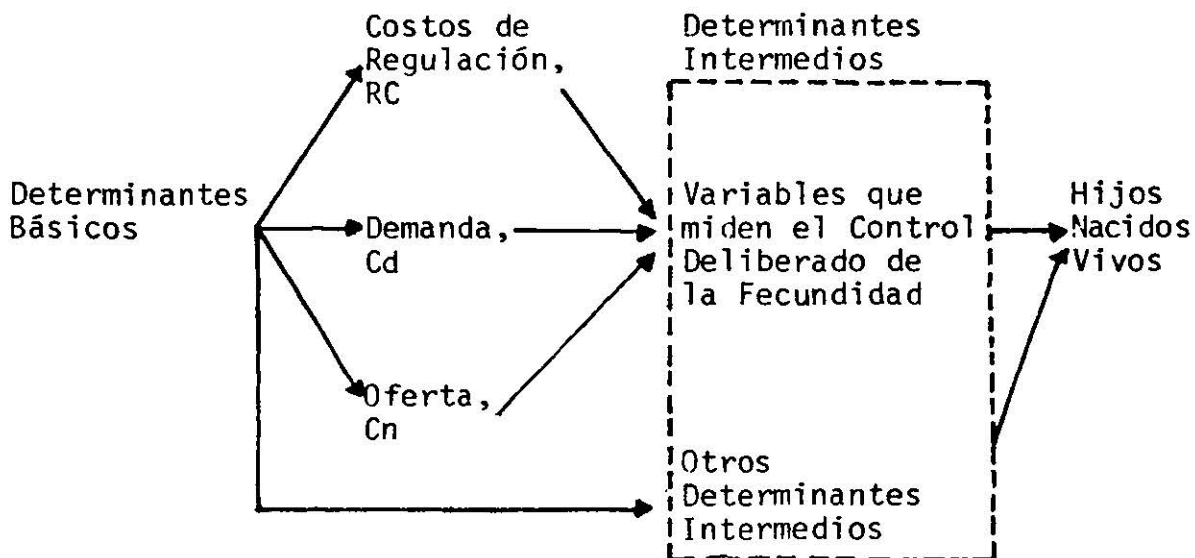 Costos de
Regulación,
RC
Determinantes
Intermedios
Determinantes
Básicos
Demanda,
Cd
Variables que
miden el Control
Deliberado de
la Fecundidad
Hijos
Nacidos
Vivos
Oferta,
Cn
Otros
Determinantes
Intermedios